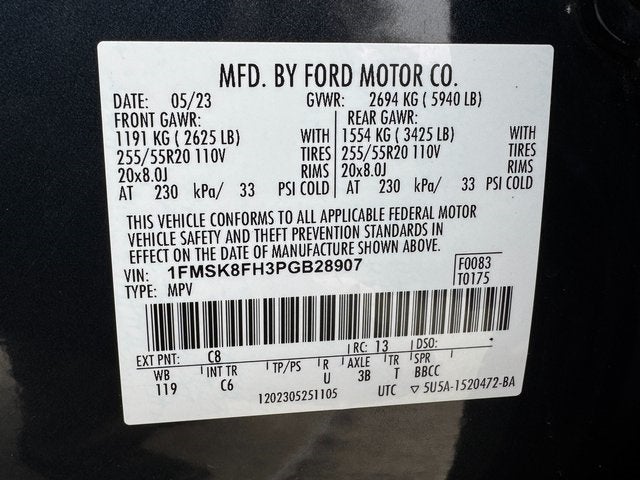 MFD. BY FORD MOTOR CO.
DATE: 05/23 GVWR: 2694 KG ( 5940 LB)
FRONT GAWR: REAR GAWR:
1191 KG ( 2625 LB) WITH 1554 KG ( 3425 LB) WITH
255/55R20 110V TIRES 255/55R20 110V TIRES
20x8.0J RIMS 20x8.0J RIMS
AT 230 kPa/ 33 PSI COLD AT 230 kPa/ 33 PSI COLD
THIS VEHICLE CONFORMS TO ALL APPLICABLE FEDERAL MOTOR
VEHICLE SAFETY AND THEFT PREVENTION STANDARDS IN
EFFECT ON THE DATE OF MANUFACTURE SHOWN ABOVE.
VIN: 1FMSK8FH3PGB28907 F0083
TYPE: MPV T0175
EXT PNT: C8 RC: 13 DSO: *
WB INT TR TP/PS R AXLE TR SPR
119 C6 U 3B T BBCC
1202305251105 UTC ▽ 5U5A-1520472-BA